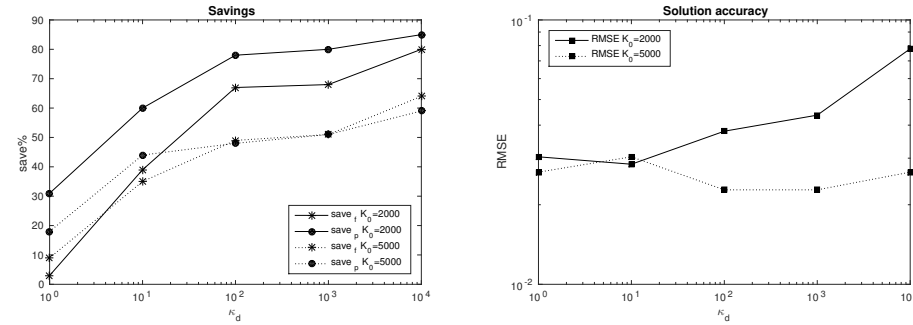 Savings
90
80
70
60
50
40
30
20
10
0
save%
10^0
10^1
10^2
10^3
10^4
κ_d
save_f K_0=2000
save_p K_0=2000
save_f K_0=5000
save_p K_0=5000
Solution accuracy
10^-1
10^-2
RMSE
RMSE K_0=2000
RMSE K_0=5000
10^0
10^1
10^2
10^3
κ_d